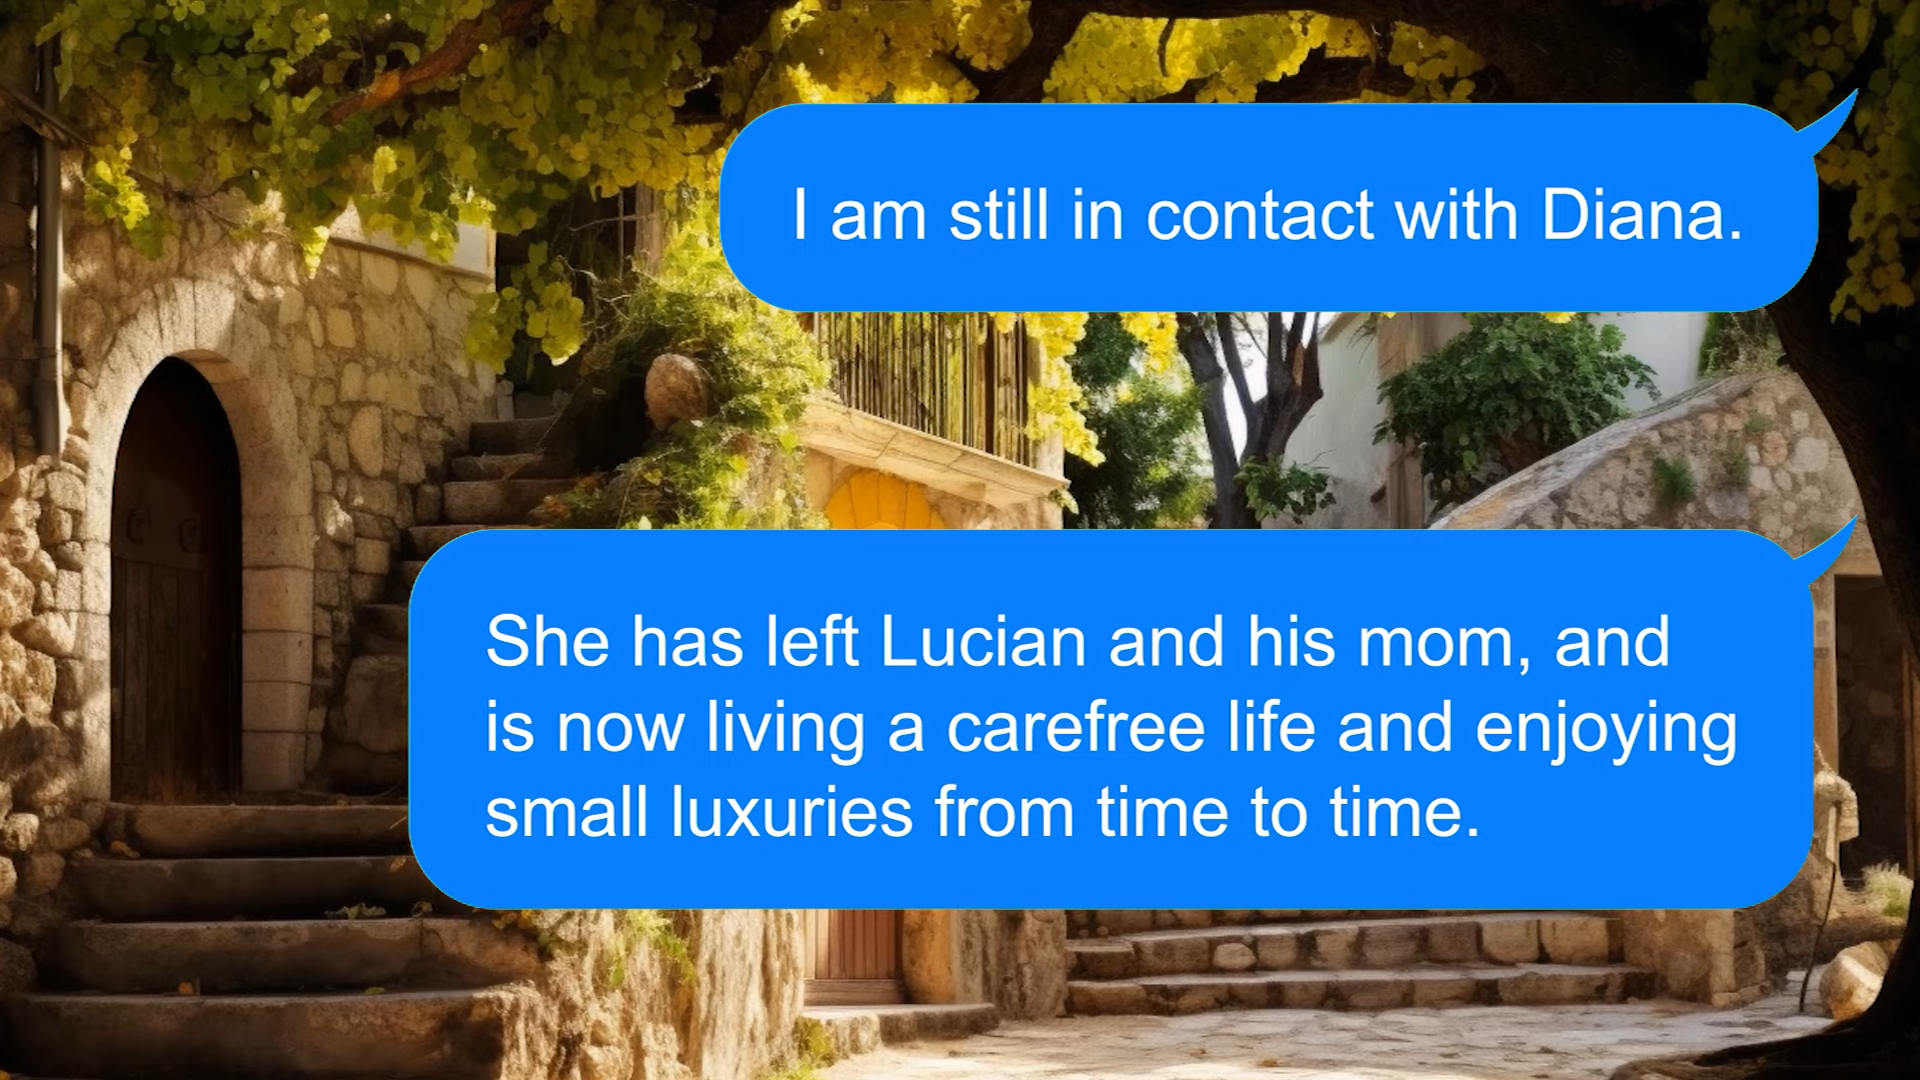 I am still in contact with Diana.
She has left Lucian and his mom, and
is now living a carefree life and enjoying
small luxuries from time to time.